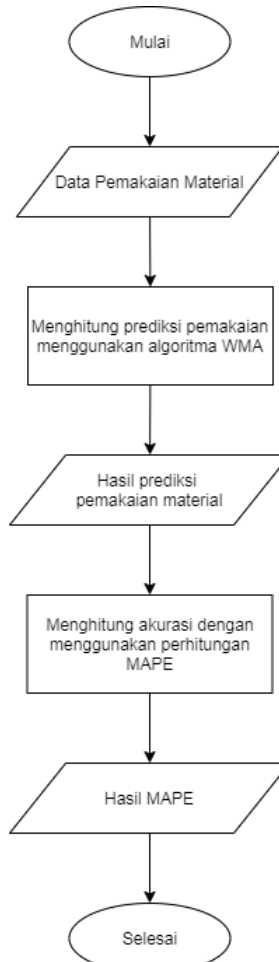 Mulai
Data Pemakaian Material
Menghitung prediksi pemakaian
menggunakan algoritma WMA
Hasil prediksi
pemakaian material
Menghitung akurasi dengan
menggunakan perhitungan
MAPE
Hasil MAPE
Selesai